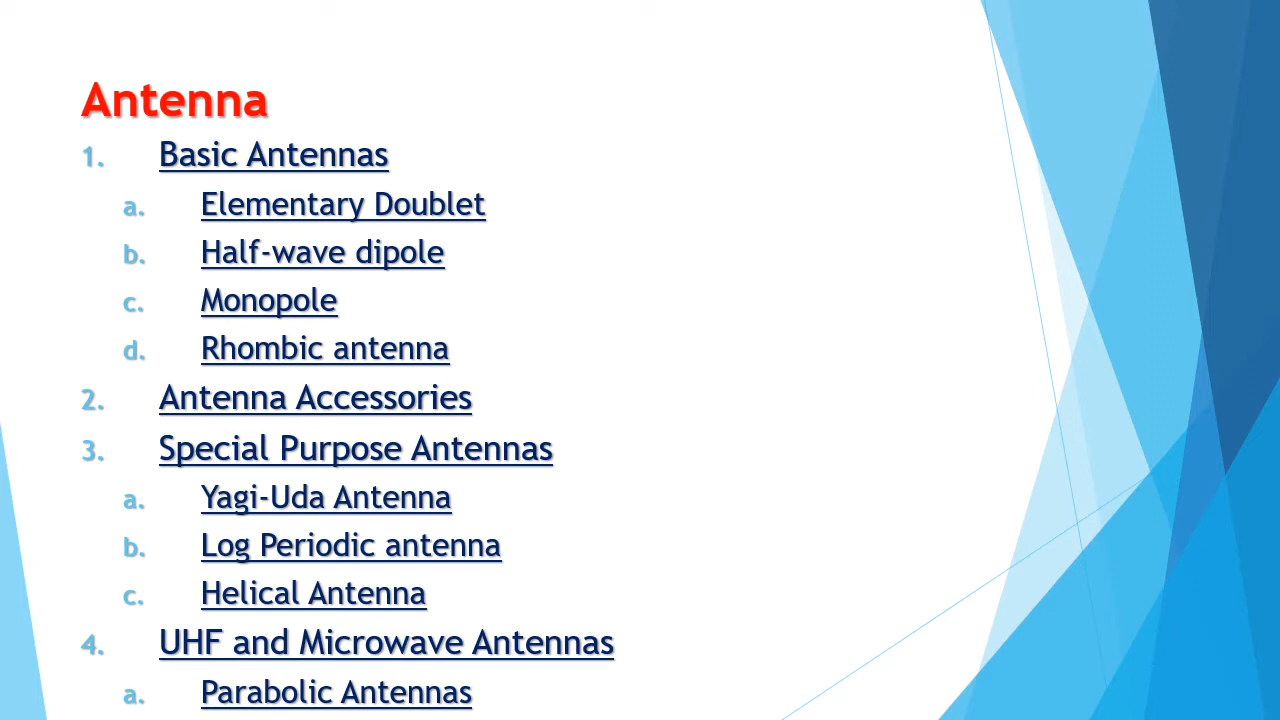 Antenna
1. Basic Antennas
a. Elementary Doublet
b. Half-wave dipole
c. Monopole
d. Rhombic antenna
2. Antenna Accessories
3. Special Purpose Antennas
a. Yagi-Uda Antenna
b. Log Periodic antenna
c. Helical Antenna
4. UHF and Microwave Antennas
a. Parabolic Antennas